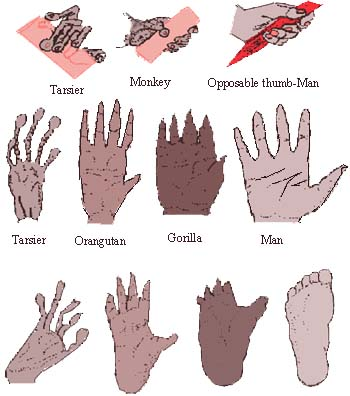 Tarsier
Monkey
Opposable thumb-Man
Tarsier
Orangutan
Gorilla
Man